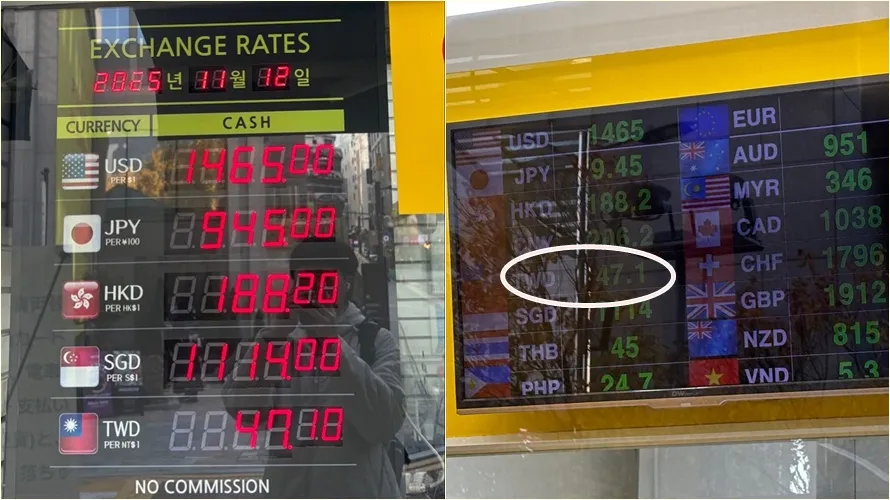 EXCHANGE RATES
2025년 11월 12일
CURRENCY CASH
USD 1465.00
PER $1
JPY 945.00
PER ¥100
HKD 188.20
PER HK$1
SGD 1114.00
PER S$1
TWD 47.10
PER NT$1
NO COMMISSION
USD 1465 EUR
JPY 9.45 AUD 951
HKD 188.2 MYR 346
206.2 CAD 1038
TWD 47.1 CHF 1796
SGD 1114 GBP 1912
THB 45 NZD 815
PHP 24.7 VND 5.3